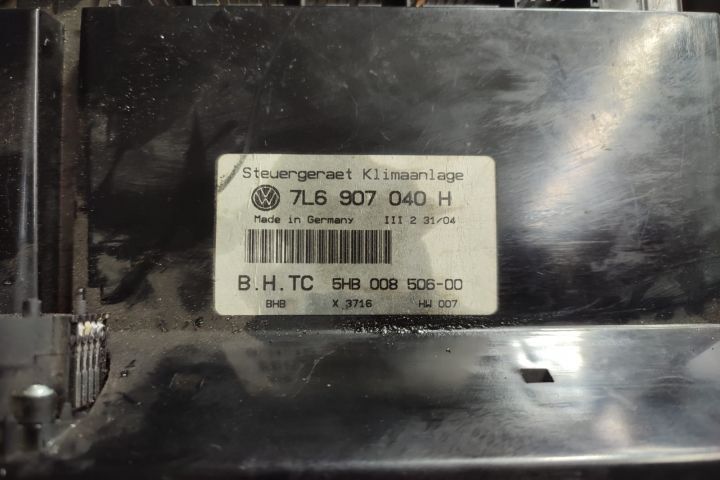 Steuergeraet Klimaanlage
7L6 907 040 H
Made in Germany III 2 31/04
B.H.TC 5HB 008 506-00
BHB X 3716 HW 007